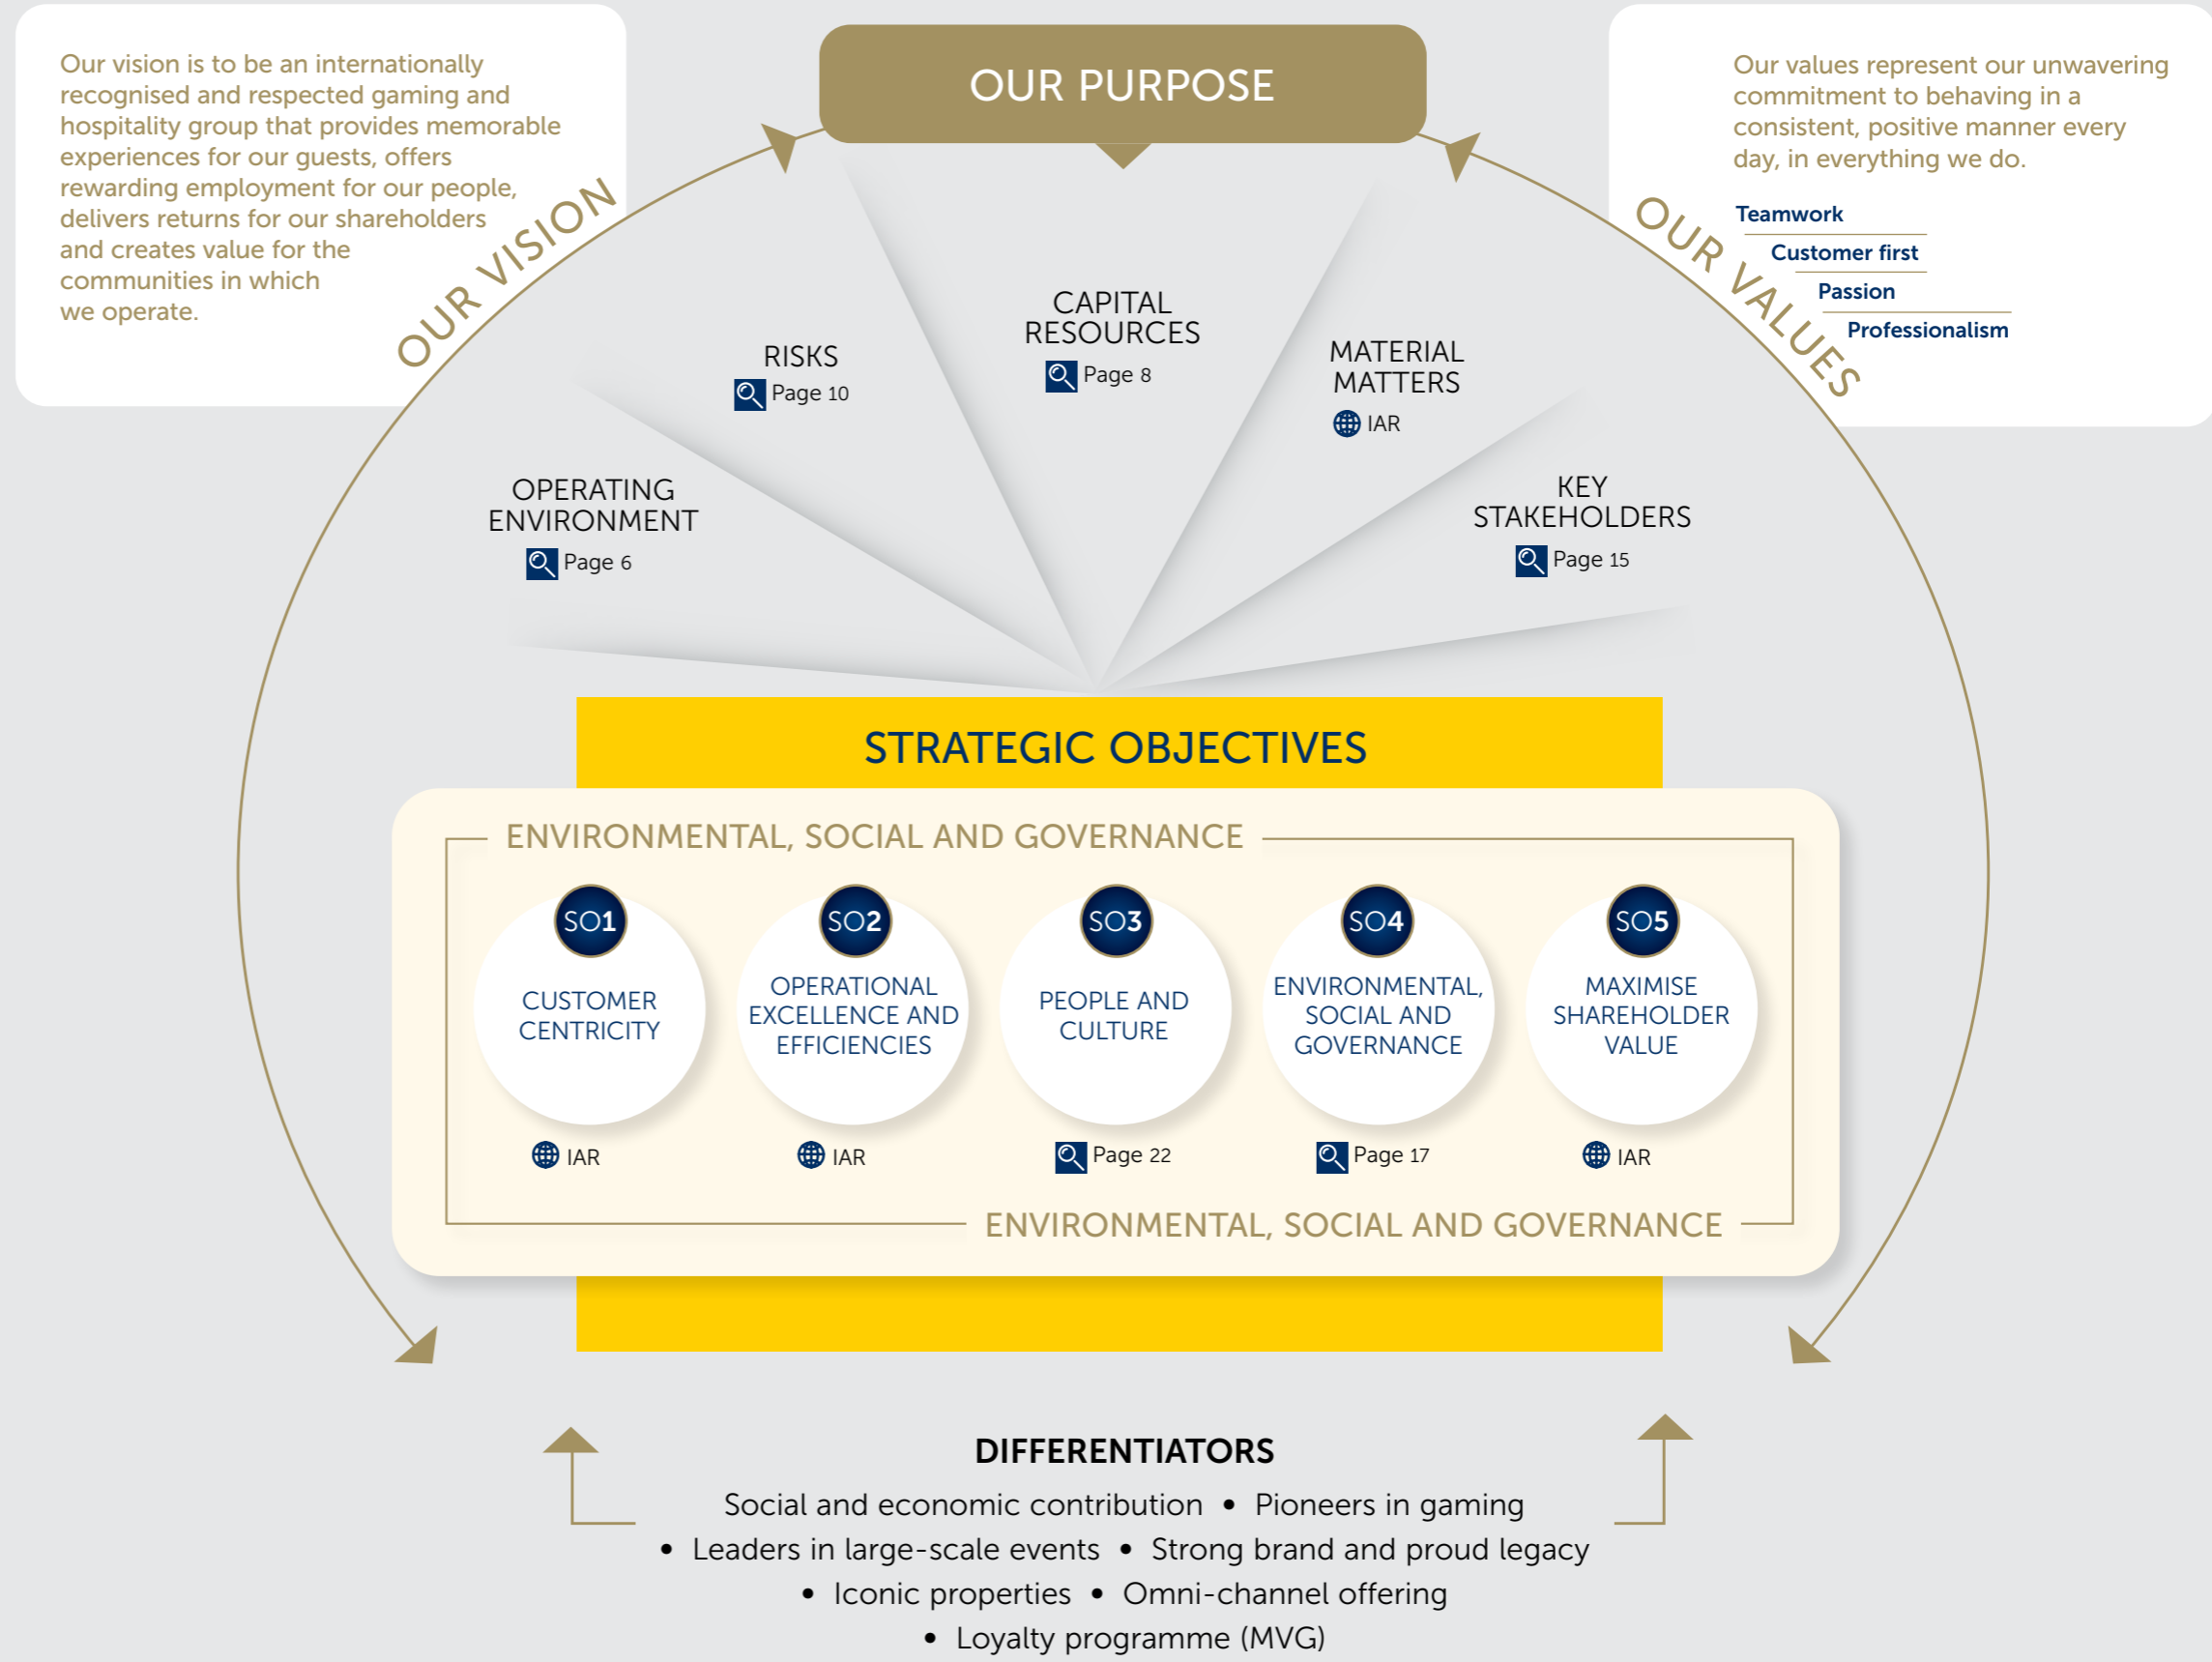 Our vision is to be an internationally
recognised and respected gaming and
hospitality group that provides memorable
experiences for our guests, offers
rewarding employment for our people,
delivers returns for our shareholders
and creates value for the
communities in which
we operate.
OUR VISION
OUR PURPOSE
Our values represent our unwavering
commitment to behaving in a
consistent, positive manner every
day, in everything we do.
Teamwork
Customer first
Passion
Professionalism
OUR VALUES
OPERATING
ENVIRONMENT
Page 6
RISKS
Page 10
CAPITAL
RESOURCES
Page 8
MATERIAL
MATTERS
IAR
KEY
STAKEHOLDERS
Page 15
STRATEGIC OBJECTIVES
ENVIRONMENTAL, SOCIAL AND GOVERNANCE
SO1
CUSTOMER
CENTRICITY
IAR
SO2
OPERATIONAL
EXCELLENCE AND
EFFICIENCIES
IAR
SO3
PEOPLE AND
CULTURE
Page 22
SO4
ENVIRONMENTAL,
SOCIAL AND
GOVERNANCE
Page 17
SO5
MAXIMISE
SHAREHOLDER
VALUE
IAR
ENVIRONMENTAL, SOCIAL AND GOVERNANCE
DIFFERENTIATORS
Social and economic contribution • Pioneers in gaming
• Leaders in large-scale events • Strong brand and proud legacy
• Iconic properties • Omni-channel offering
• Loyalty programme (MVG)